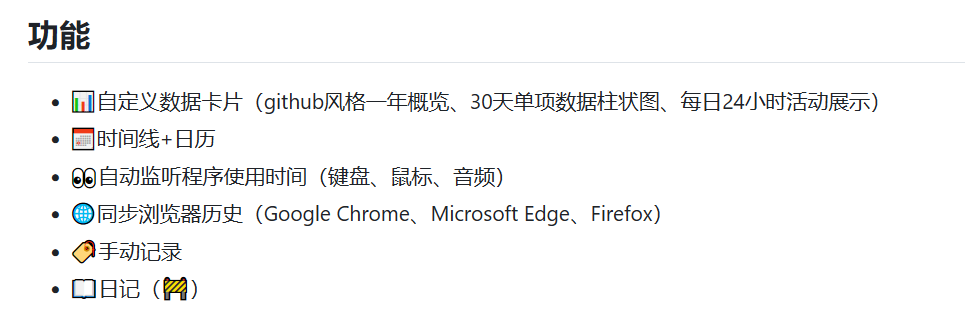 功能
📊自定义数据卡片（github风格一年概览、30天单项数据柱状图、每日24小时活动展示）
📅时间线+日历
👀自动监听程序使用时间（键盘、鼠标、音频）
🌐同步浏览器历史（Google Chrome、Microsoft Edge、Firefox）
🏷️手动记录
📖日记（🚧）